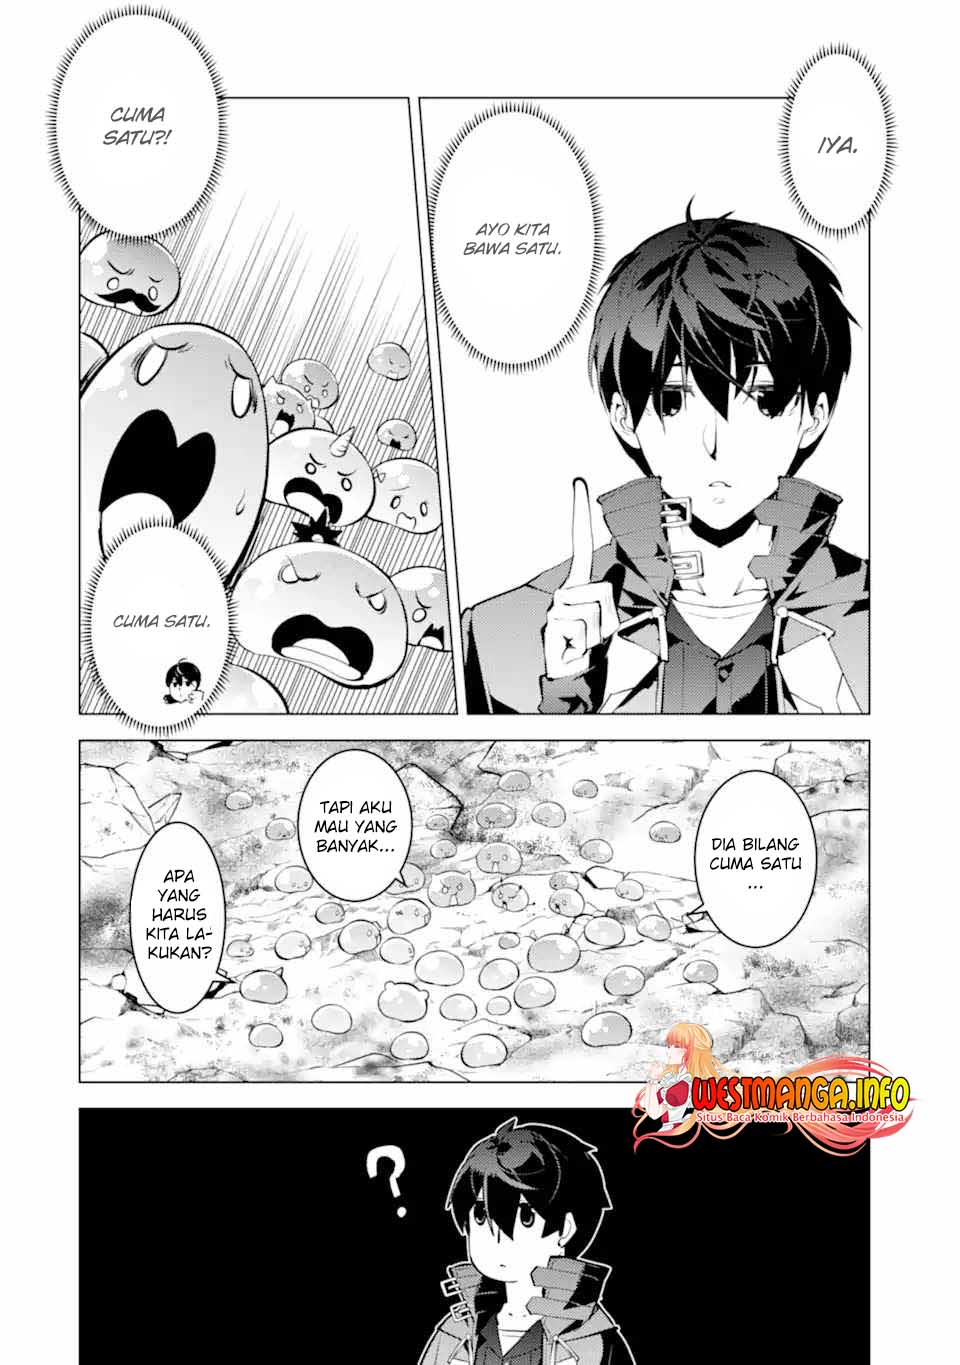 IYA.
AYO KITA
BAWA SATU.
CUMA
SATU?!
CUMA SATU.
DIA BILANG
CUMA SATU
...
TAPI AKU
MAU YANG
BANYAK...
APA
YANG
HARUS
KITA LA-
KUKAN?
WESTMANGA.INFO
Situs Baca Komik Berbahasa Indonesia
?